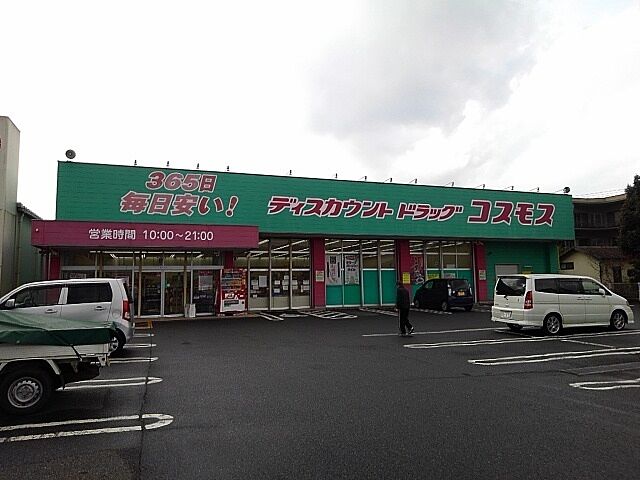 365日
毎日安い!
ディスカウント ドラッグ コスモス
営業時間 10:00~21:00